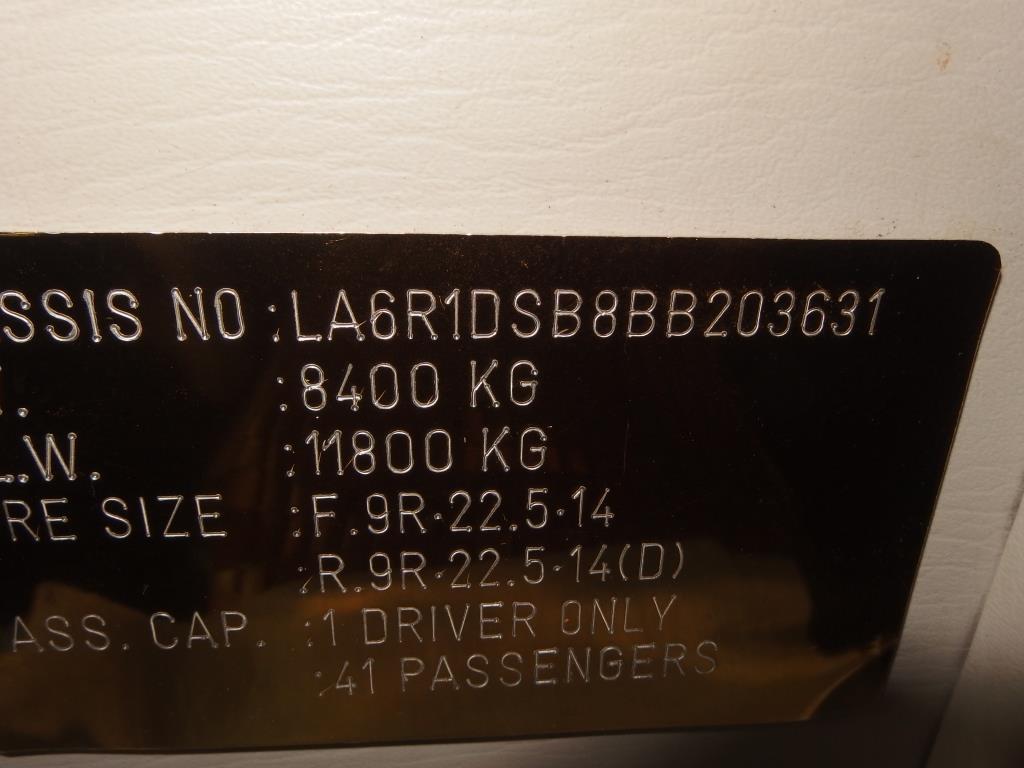 SSIS NO :LA6R1DSB8BB203631
. :8400 KG
L.W. :11800 KG
RE SIZE :F.9R-22.5-14
:R.9R-22.5-14(D)
ASS. CAP. :1 DRIVER ONLY
:41 PASSENGERS